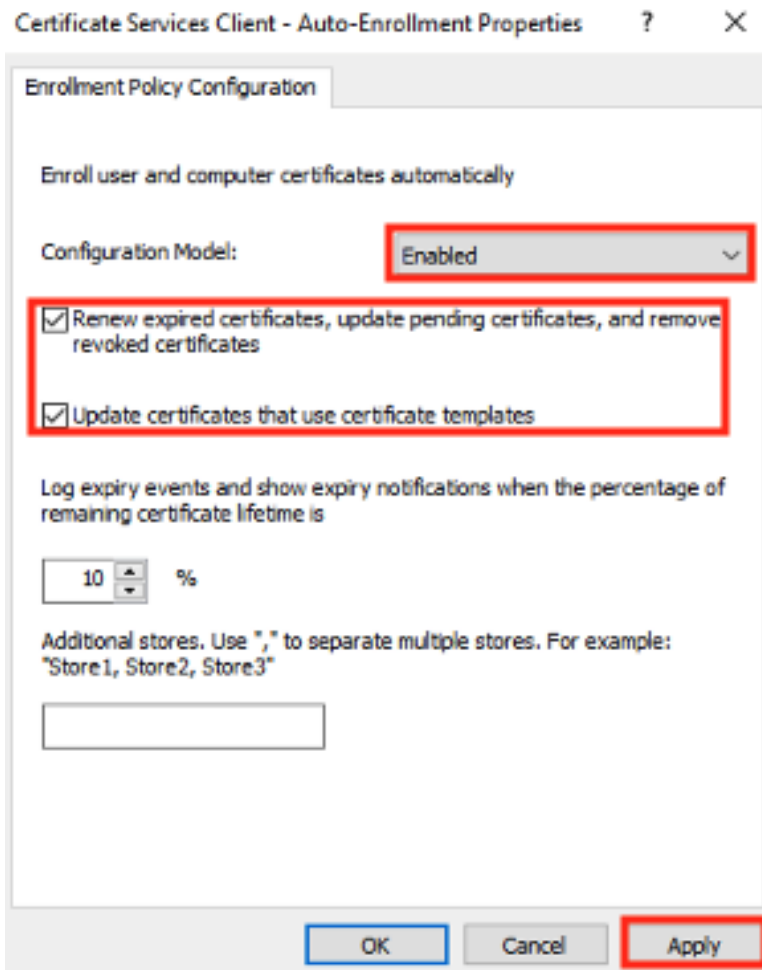 Certificate Services Client - Auto-Enrollment Properties ? ×
Enrollment Policy Configuration
Enroll user and computer certificates automatically
Configuration Model: Enabled
Renew expired certificates, update pending certificates, and remove
revoked certificates
Update certificates that use certificate templates
Log expiry events and show expiry notifications when the percentage of
remaining certificate lifetime is
10 %
Additional stores. Use "," to separate multiple stores. For example:
"Store1, Store2, Store3"
OK Cancel Apply